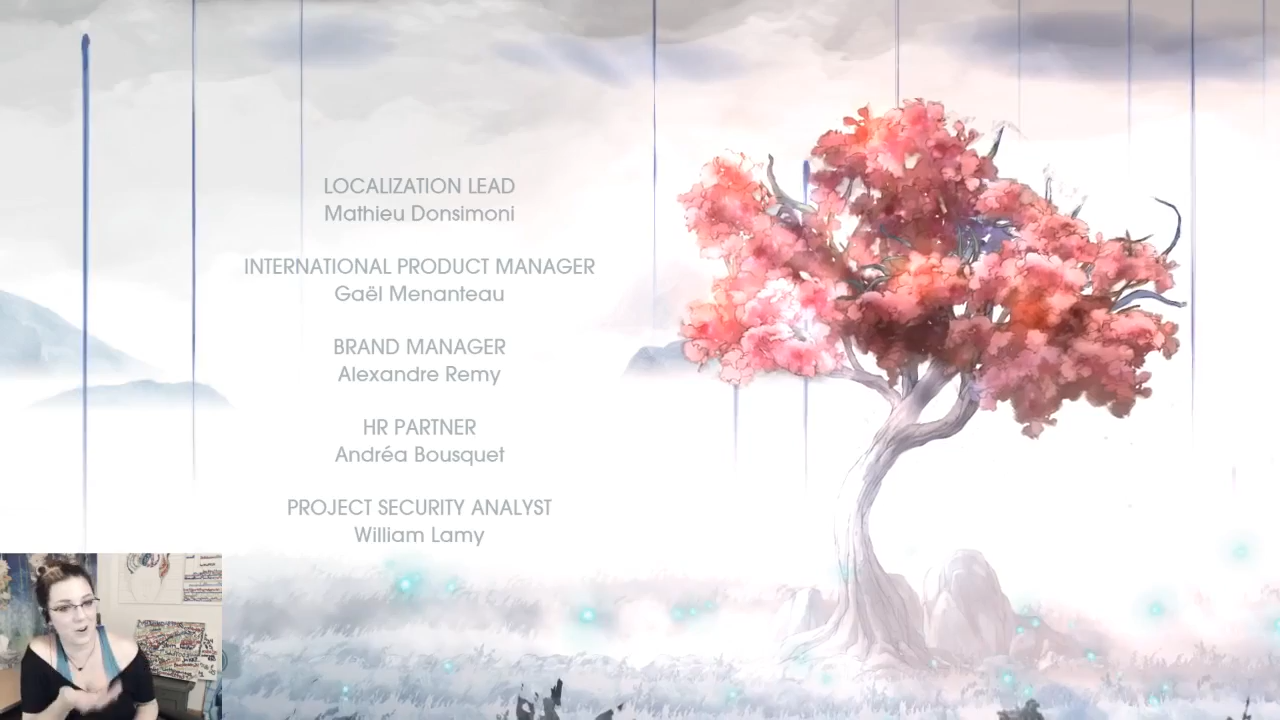 LOCALIZATION LEAD
Mathieu Donsimoni
INTERNATIONAL PRODUCT MANAGER
Gaël Menanteau
BRAND MANAGER
Alexandre Remy
HR PARTNER
Andréa Bousquet
PROJECT SECURITY ANALYST
William Lamy